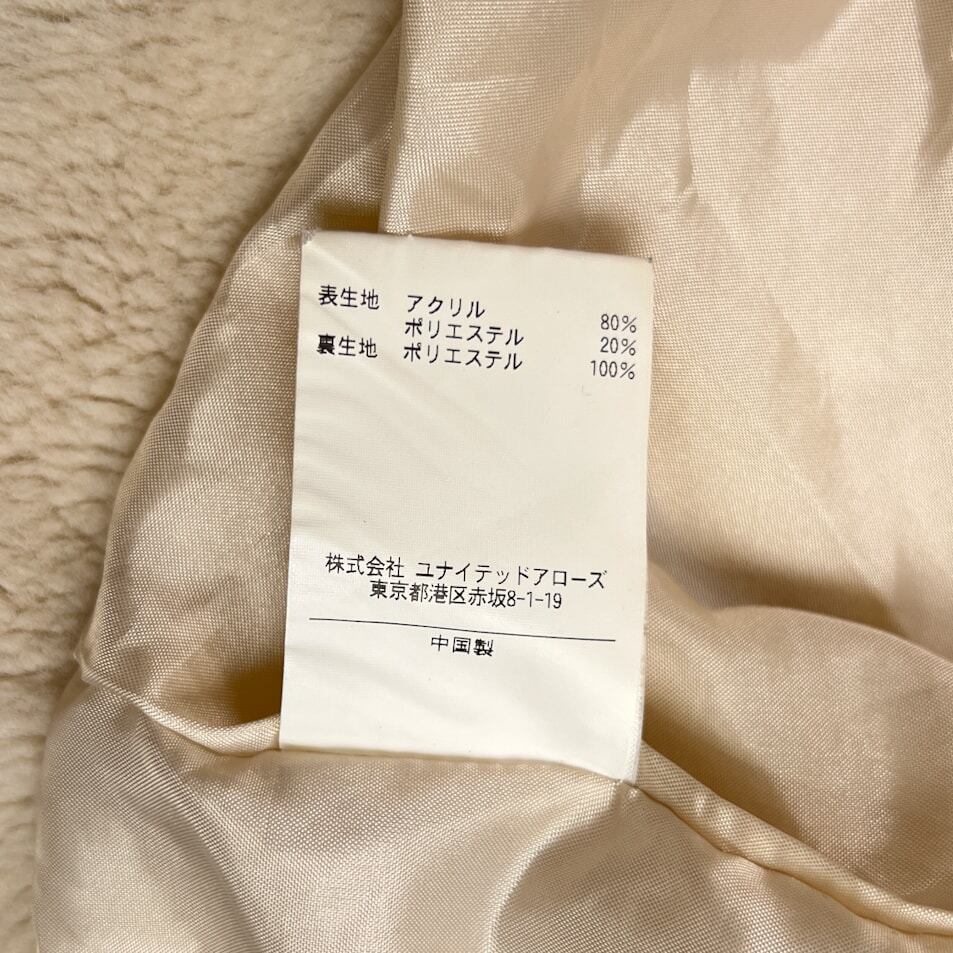 表生地 アクリル 80%
ポリエステル 20%
裏生地 ポリエステル 100%
株式会社 ユナイテッドアローズ
東京都港区赤坂8-1-19
中国製